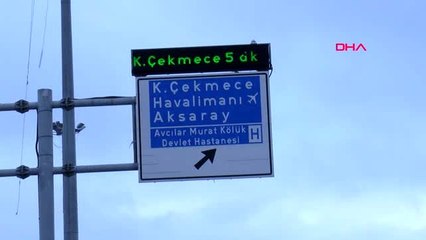 K.Çekmece 5 dk
DHA
K.Çekmece
Havalimanı
Aksaray
Avcılar Murat Kölük
Devlet Hastanesi
H